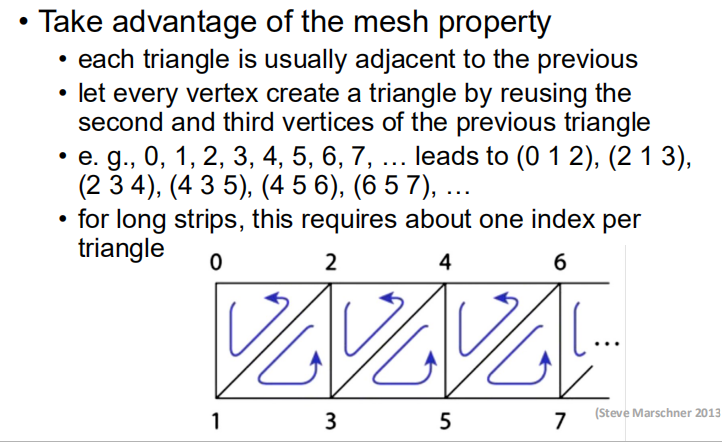 • Take advantage of the mesh property
• each triangle is usually adjacent to the previous
• let every vertex create a triangle by reusing the
second and third vertices of the previous triangle
• e. g., 0, 1, 2, 3, 4, 5, 6, 7, … leads to (0 1 2), (2 1 3),
(2 3 4), (4 3 5), (4 5 6), (6 5 7), …
• for long strips, this requires about one index per
triangle
0 2 4 6
...
1 3 5 7
(Steve Marschner 2013